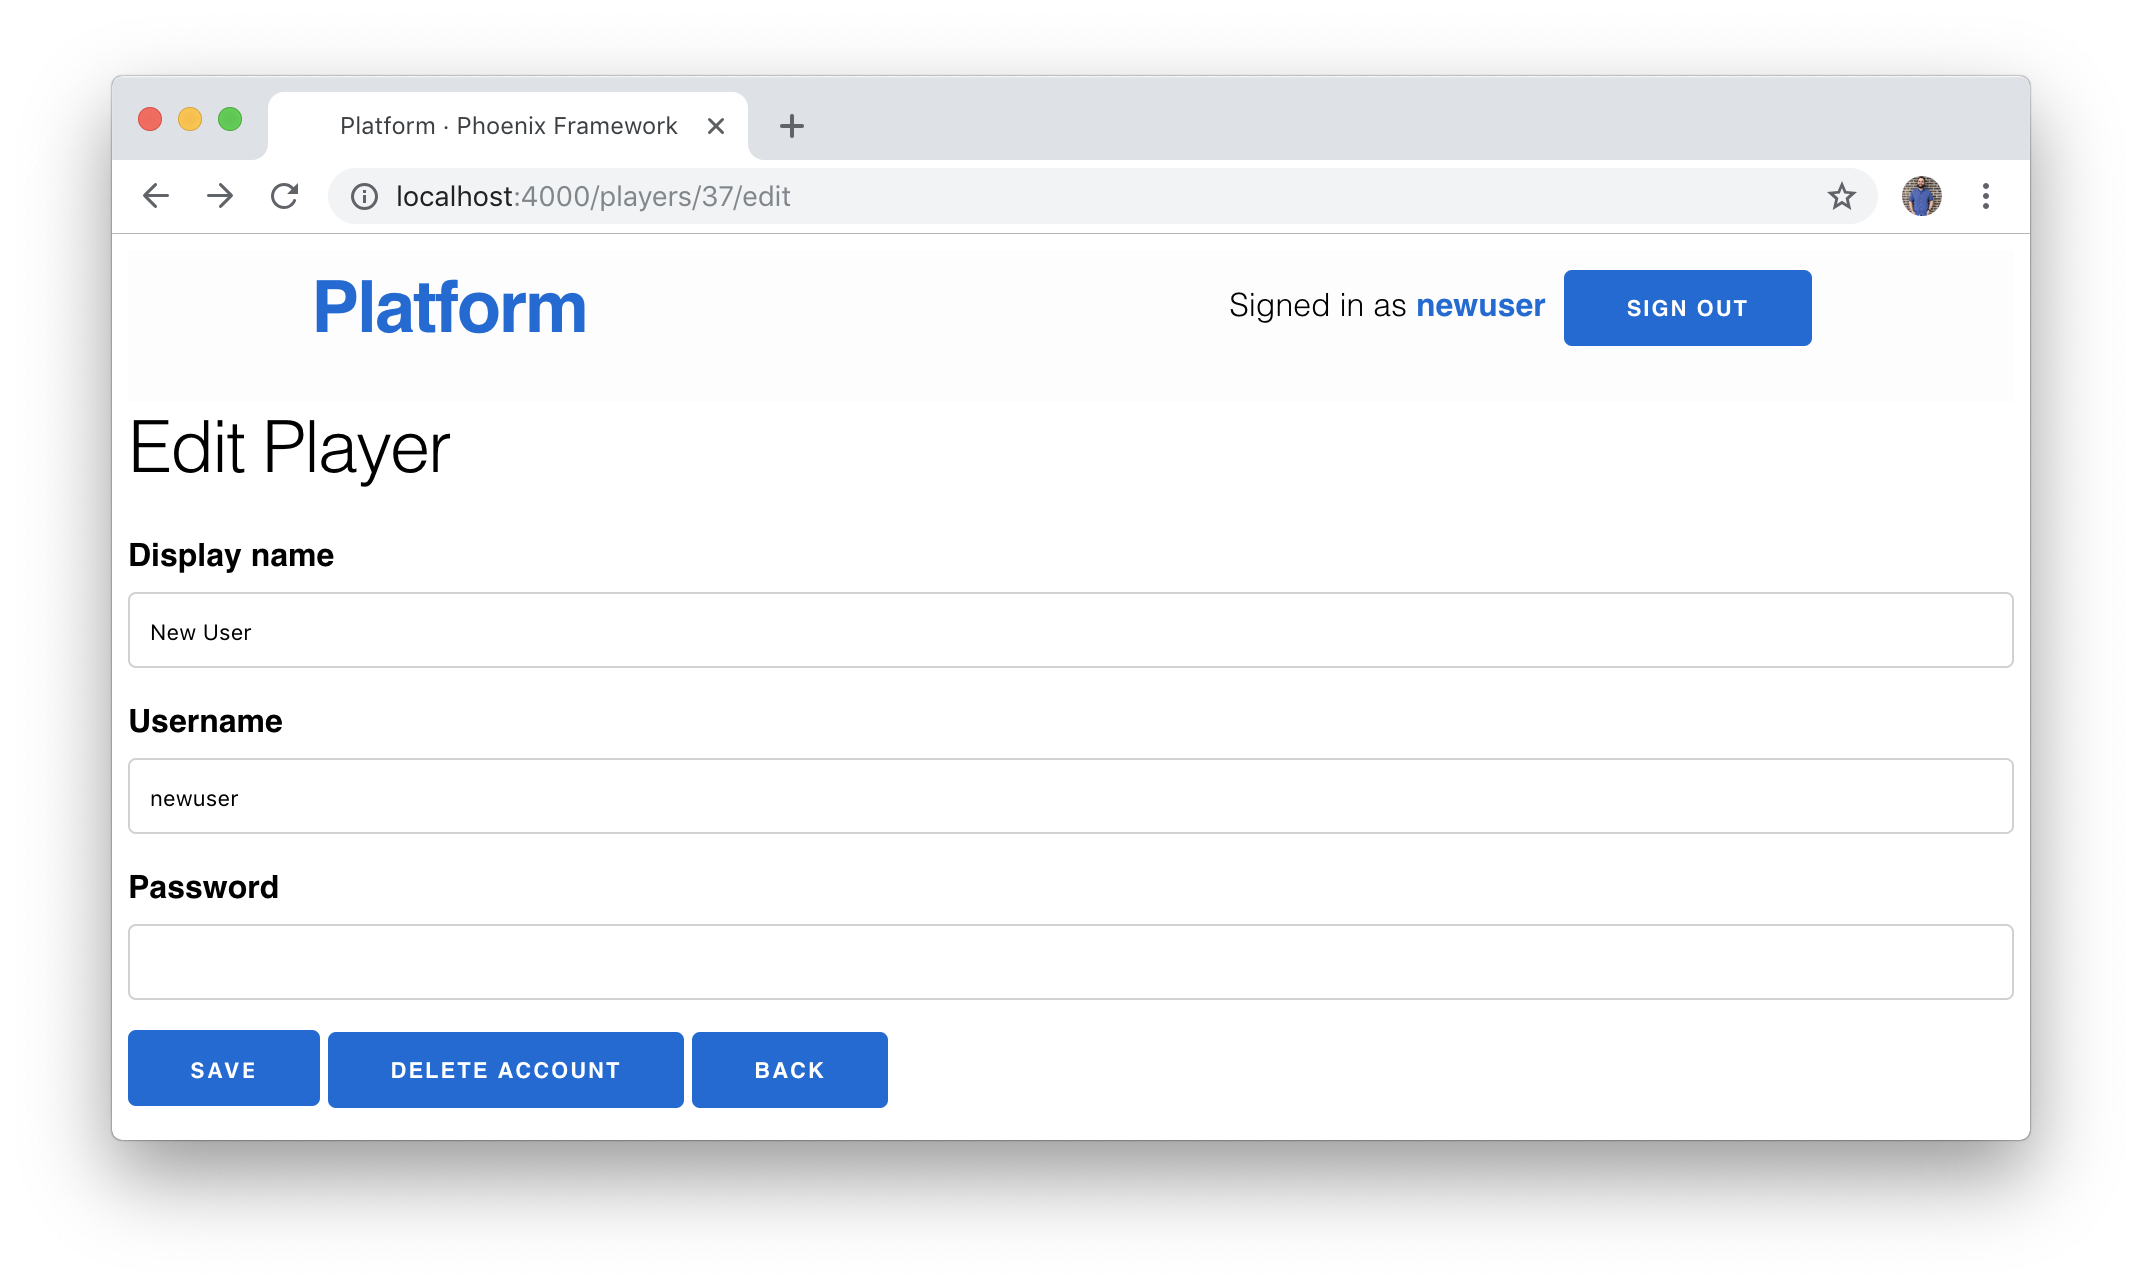 Platform · Phoenix Framework
localhost:4000/players/37/edit
Platform
Signed in as newuser
SIGN OUT
Edit Player
Display name
New User
Username
newuser
Password
SAVE
DELETE ACCOUNT
BACK